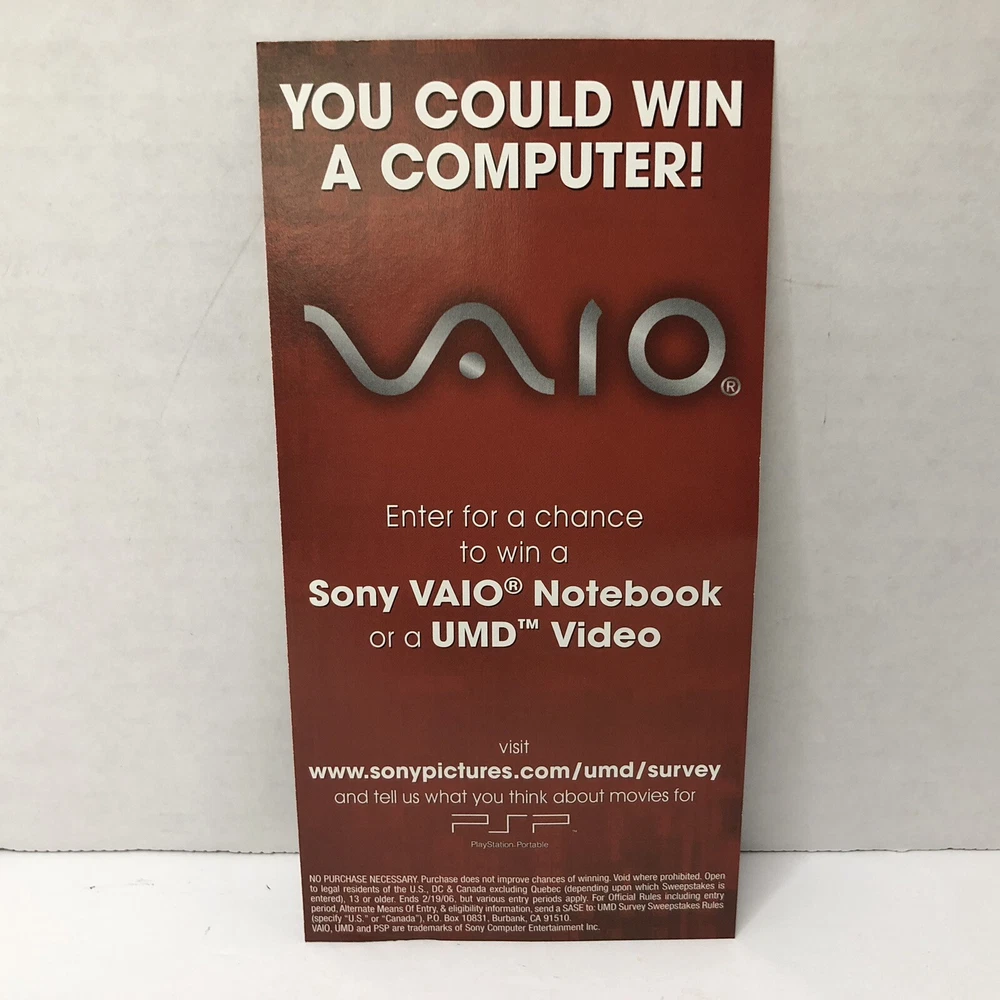 YOU COULD WIN
A COMPUTER!
VAIO®
Enter for a chance
to win a
Sony VAIO® Notebook
or a UMD™ Video
visit
www.sonypictures.com/umd/survey
and tell us what you think about movies for
PSP™
PlayStation Portable
NO PURCHASE NECESSARY. Purchase does not improve chances of winning. Void where prohibited. Open
to legal residents of the U.S., DC & Canada excluding Quebec (depending upon which Sweepstakes is
entered), 13 or older. Ends 2/19/06, but various entry periods apply. For Official Rules including entry
period, Alternate Means Of Entry, & eligibility information, send a SASE to: UMD Survey Sweepstakes Rules
(specify "U.S." or "Canada"), P.O. Box 10831, Burbank, CA 91510.
VAIO, UMD and PSP are trademarks of Sony Computer Entertainment Inc.